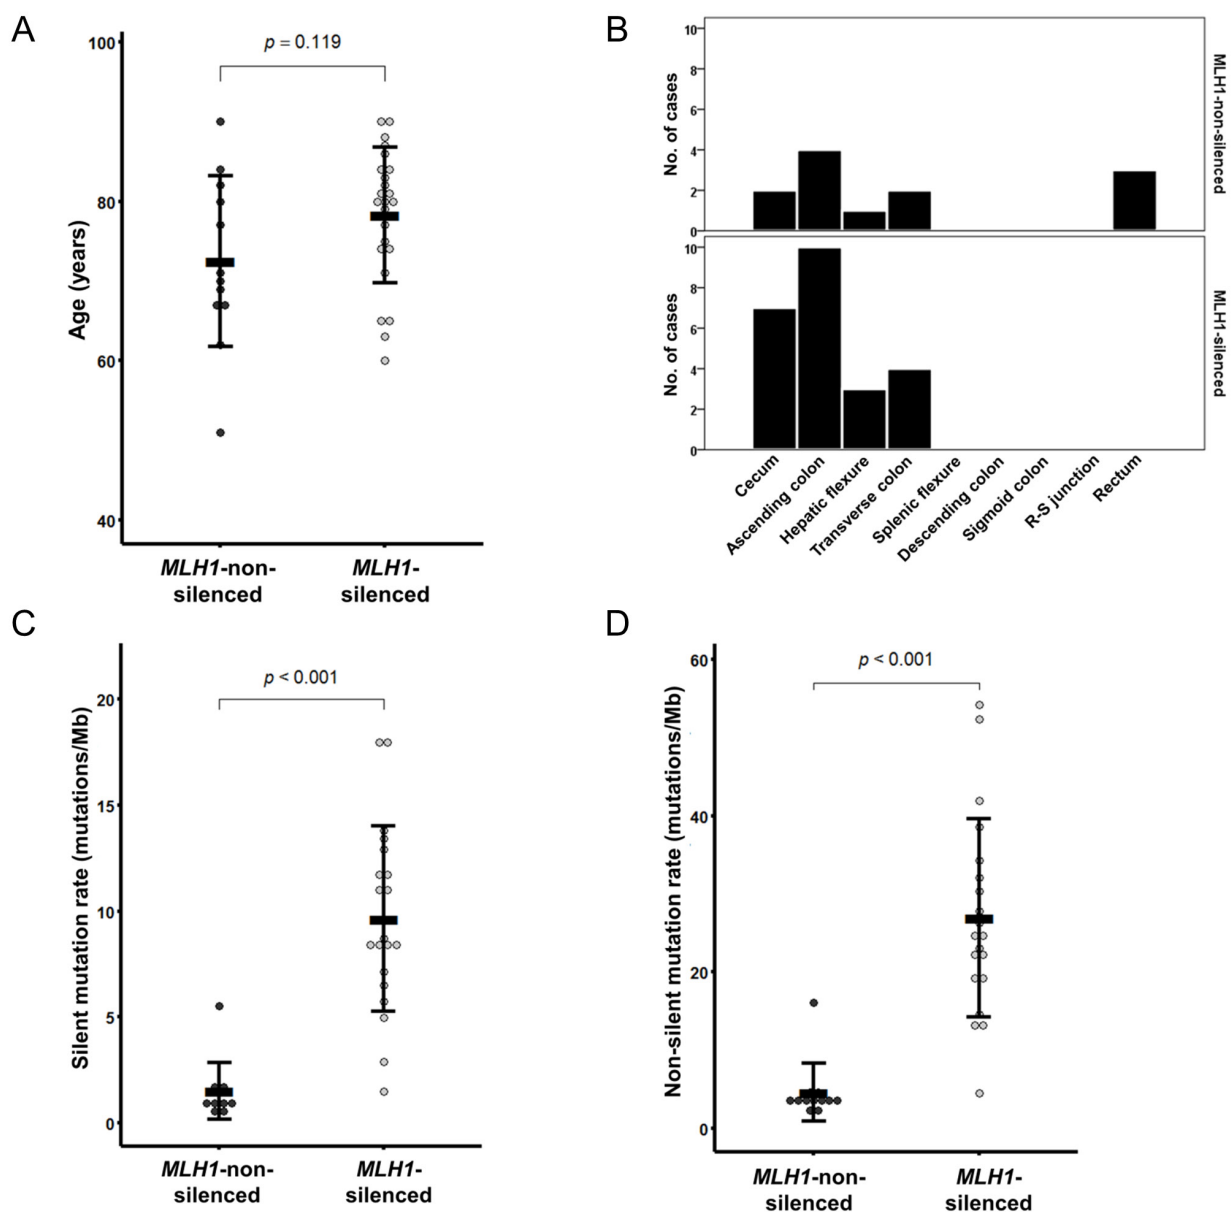 A
100
80
60
40
Age (years)
p = 0.119
MLH1-non-
silenced
MLH1-
silenced
B
10
8
6
4
2
0
No. of cases
MLH1-non-silenced
10
8
6
4
2
0
No. of cases
MLH1-silenced
Cecum
Ascending colon
Hepatic flexure
Transverse colon
Splenic flexure
Descending colon
Sigmoid colon
R-S junction
Rectum
C
20
15
10
5
0
Silent mutation rate (mutations/Mb)
p < 0.001
MLH1-non-
silenced
MLH1-
silenced
D
60
40
20
0
Non-silent mutation rate (mutations/Mb)
p < 0.001
MLH1-non-
silenced
MLH1-
silenced